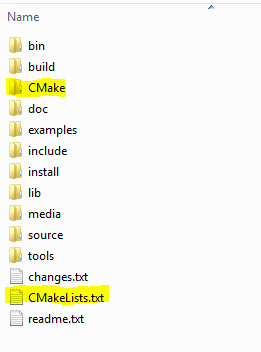 Name
bin
build
CMake
doc
examples
include
install
lib
media
source
tools
changes.txt
CMakeLists.txt
readme.txt